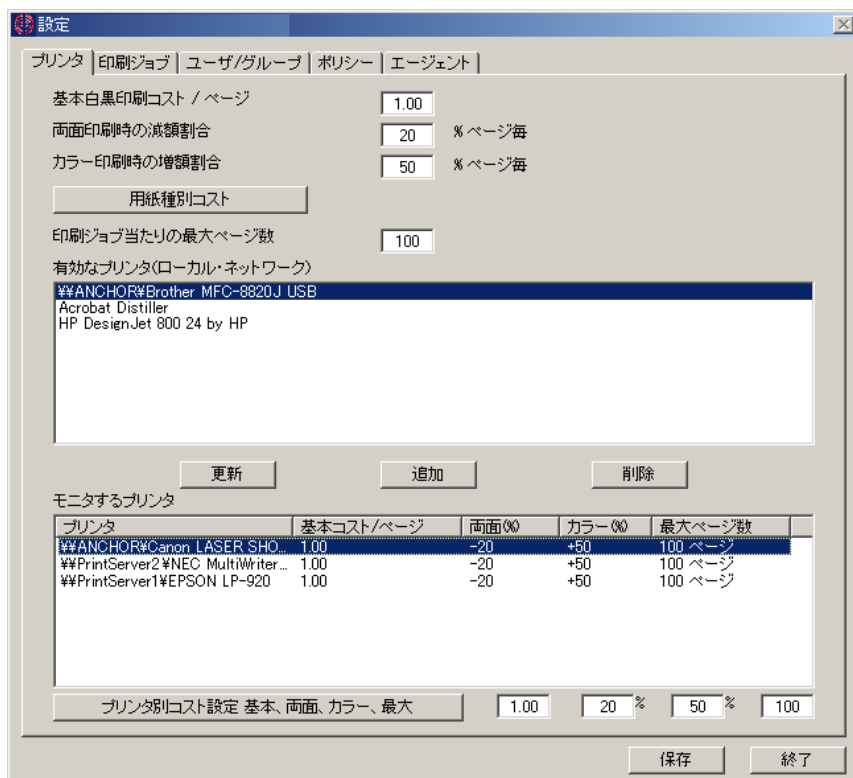 設定
プリンタ 印刷ジョブ ユーザ/グループ ポリシー エージェント
基本白黒印刷コスト / ページ 1.00
両面印刷時の減額割合 20 % ページ毎
カラー印刷時の増額割合 50 % ページ毎
用紙種別コスト
印刷ジョブ当たりの最大ページ数 100
有効なプリンタ(ローカル・ネットワーク)
¥¥ANCHOR¥Brother MFC-8820J USB
Acrobat Distiller
HP DesignJet 800 24 by HP
更新 追加 削除
モニタするプリンタ
プリンタ 基本コスト/ページ 両面(%) カラー(%) 最大ページ数
¥¥ANCHOR¥Canon LASER SHO... 1.00 -20 +50 100 ページ
¥¥PrintServer2¥NEC MultiWriter... 1.00 -20 +50 100 ページ
¥¥PrintServer1¥EPSON LP-920 1.00 -20 +50 100 ページ
プリンタ別コスト設定 基本、両面、カラー、最大 1.00 20 % 50 % 100
保存 終了